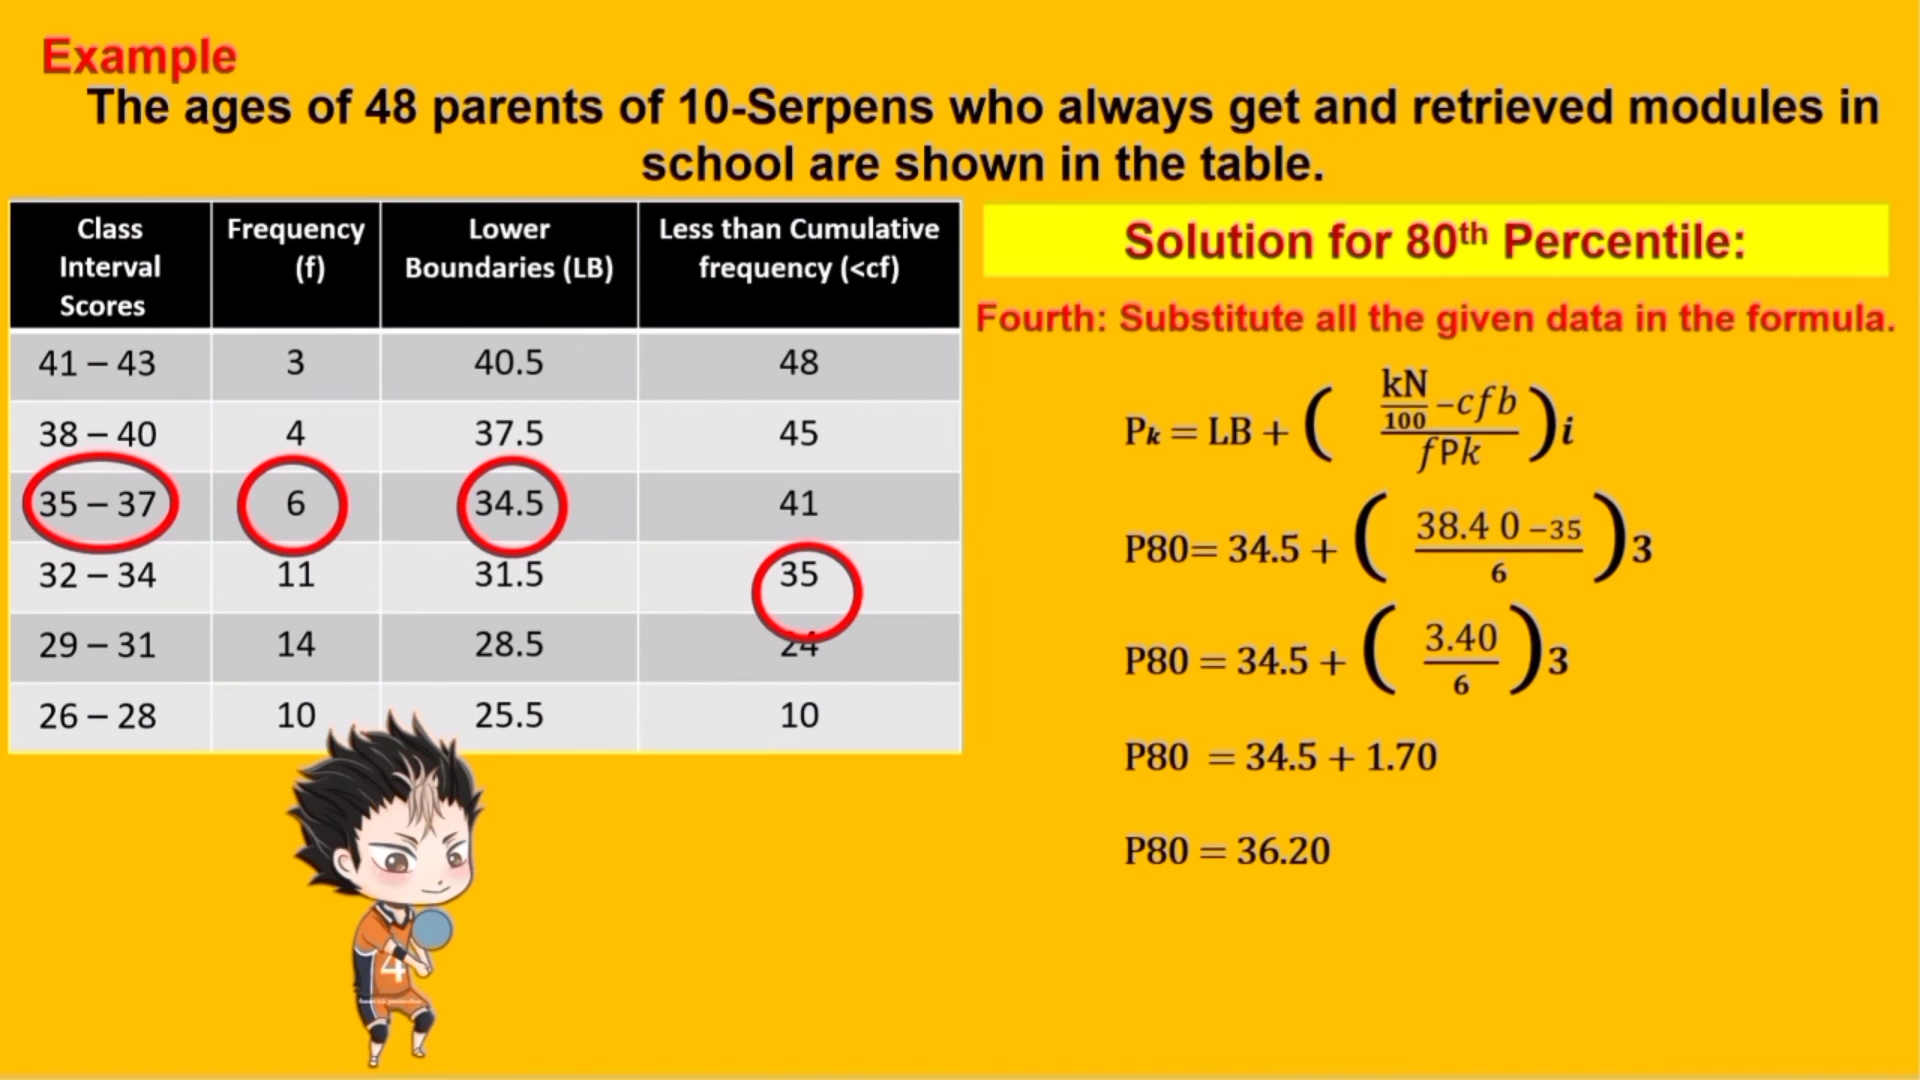 Example
The ages of 48 parents of 10-Serpens who always get and retrieved modules in
school are shown in the table.
Class Interval Scores | Frequency (f) | Lower Boundaries (LB) | Less than Cumulative frequency (<cf)
41 – 43 | 3 | 40.5 | 48
38 – 40 | 4 | 37.5 | 45
35 – 37 | 6 | 34.5 | 41
32 – 34 | 11 | 31.5 | 35
29 – 31 | 14 | 28.5 | 24
26 – 28 | 10 | 25.5 | 10
Solution for 80th Percentile:
Fourth: Substitute all the given data in the formula.
Pk = LB + ( (kN/100 – cfb) / fPk ) i
P80= 34.5 + ( (38.4 0 –35) / 6 ) 3
P80 = 34.5 + ( 3.40 / 6 ) 3
P80 = 34.5 + 1.70
P80 = 36.20
4